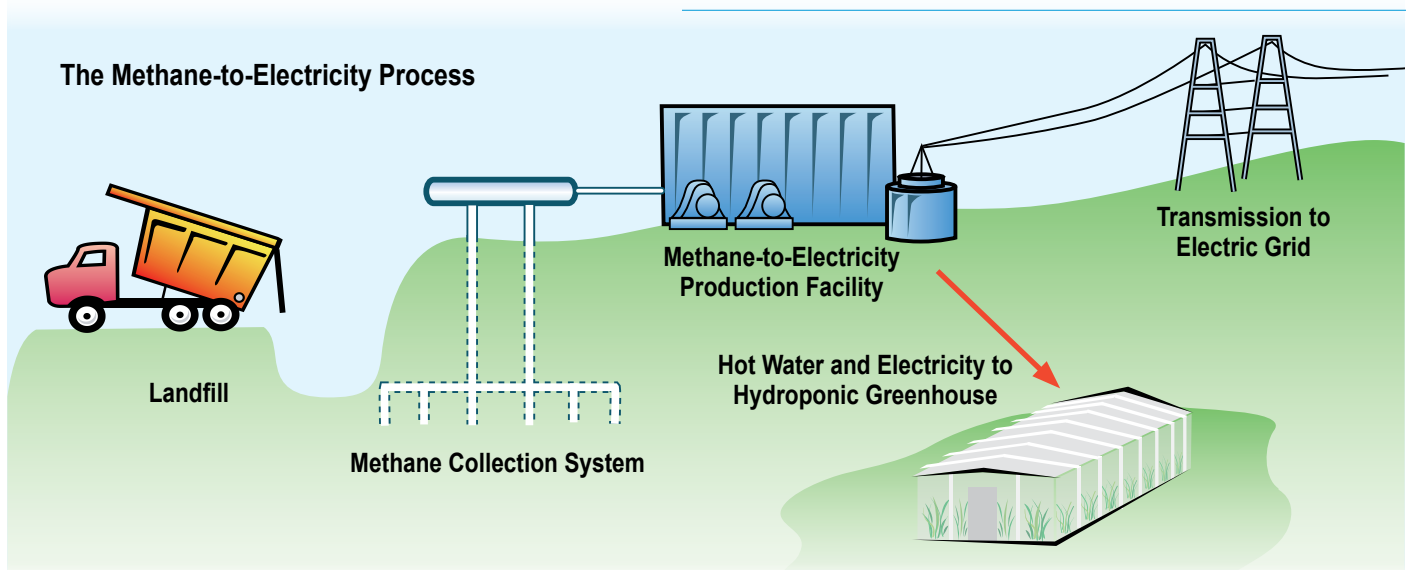 The Methane-to-Electricity Process
Landfill
Methane Collection System
Methane-to-Electricity
Production Facility
Transmission to
Electric Grid
Hot Water and Electricity to
Hydroponic Greenhouse